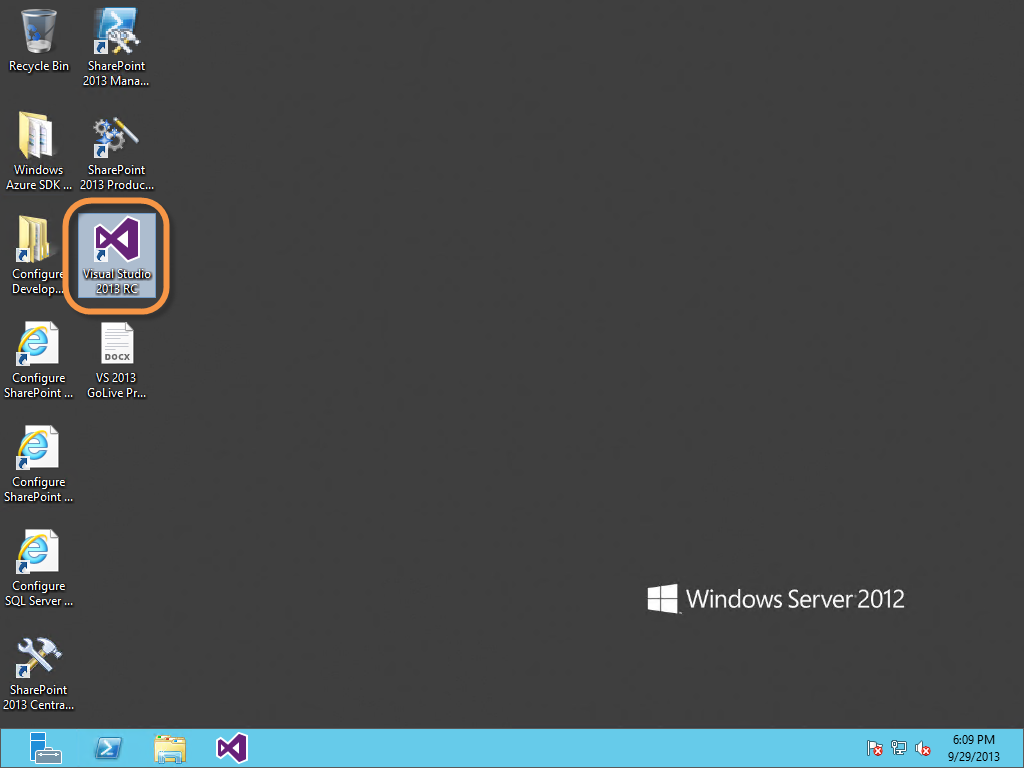 Recycle Bin
SharePoint
2013 Mana...
Windows
Azure SDK ...
SharePoint
2013 Produc...
Configure
Develop...
Visual Studio
2013 RC
Configure
SharePoint ...
DOCX
VS 2013
GoLive Pr...
Configure
SharePoint ...
Configure
SQL Server ...
SharePoint
2013 Centra...
Windows Server 2012
6:09 PM
9/29/2013